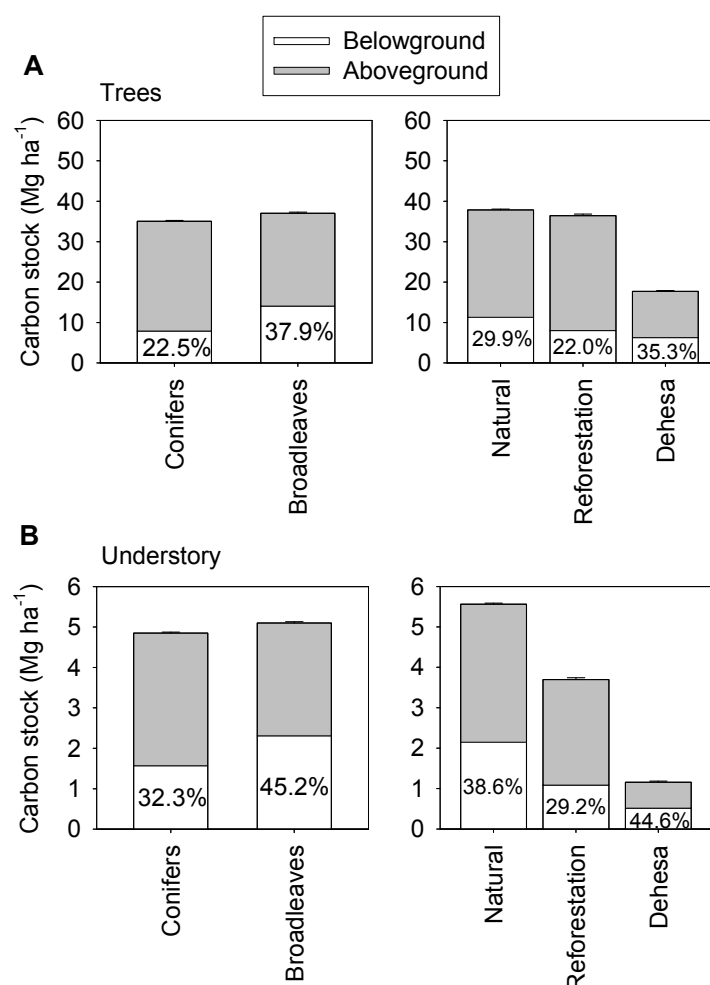 Belowground
Aboveground
A
Trees
Carbon stock (Mg ha⁻¹)
60
50
40
30
20
10
0
22.5%
37.9%
Conifers
Broadleaves
60
50
40
30
20
10
0
29.9%
22.0%
35.3%
Natural
Reforestation
Dehesa
B
Understory
Carbon stock (Mg ha⁻¹)
6
5
4
3
2
1
0
32.3%
45.2%
Conifers
Broadleaves
6
5
4
3
2
1
0
38.6%
29.2%
44.6%
Natural
Reforestation
Dehesa